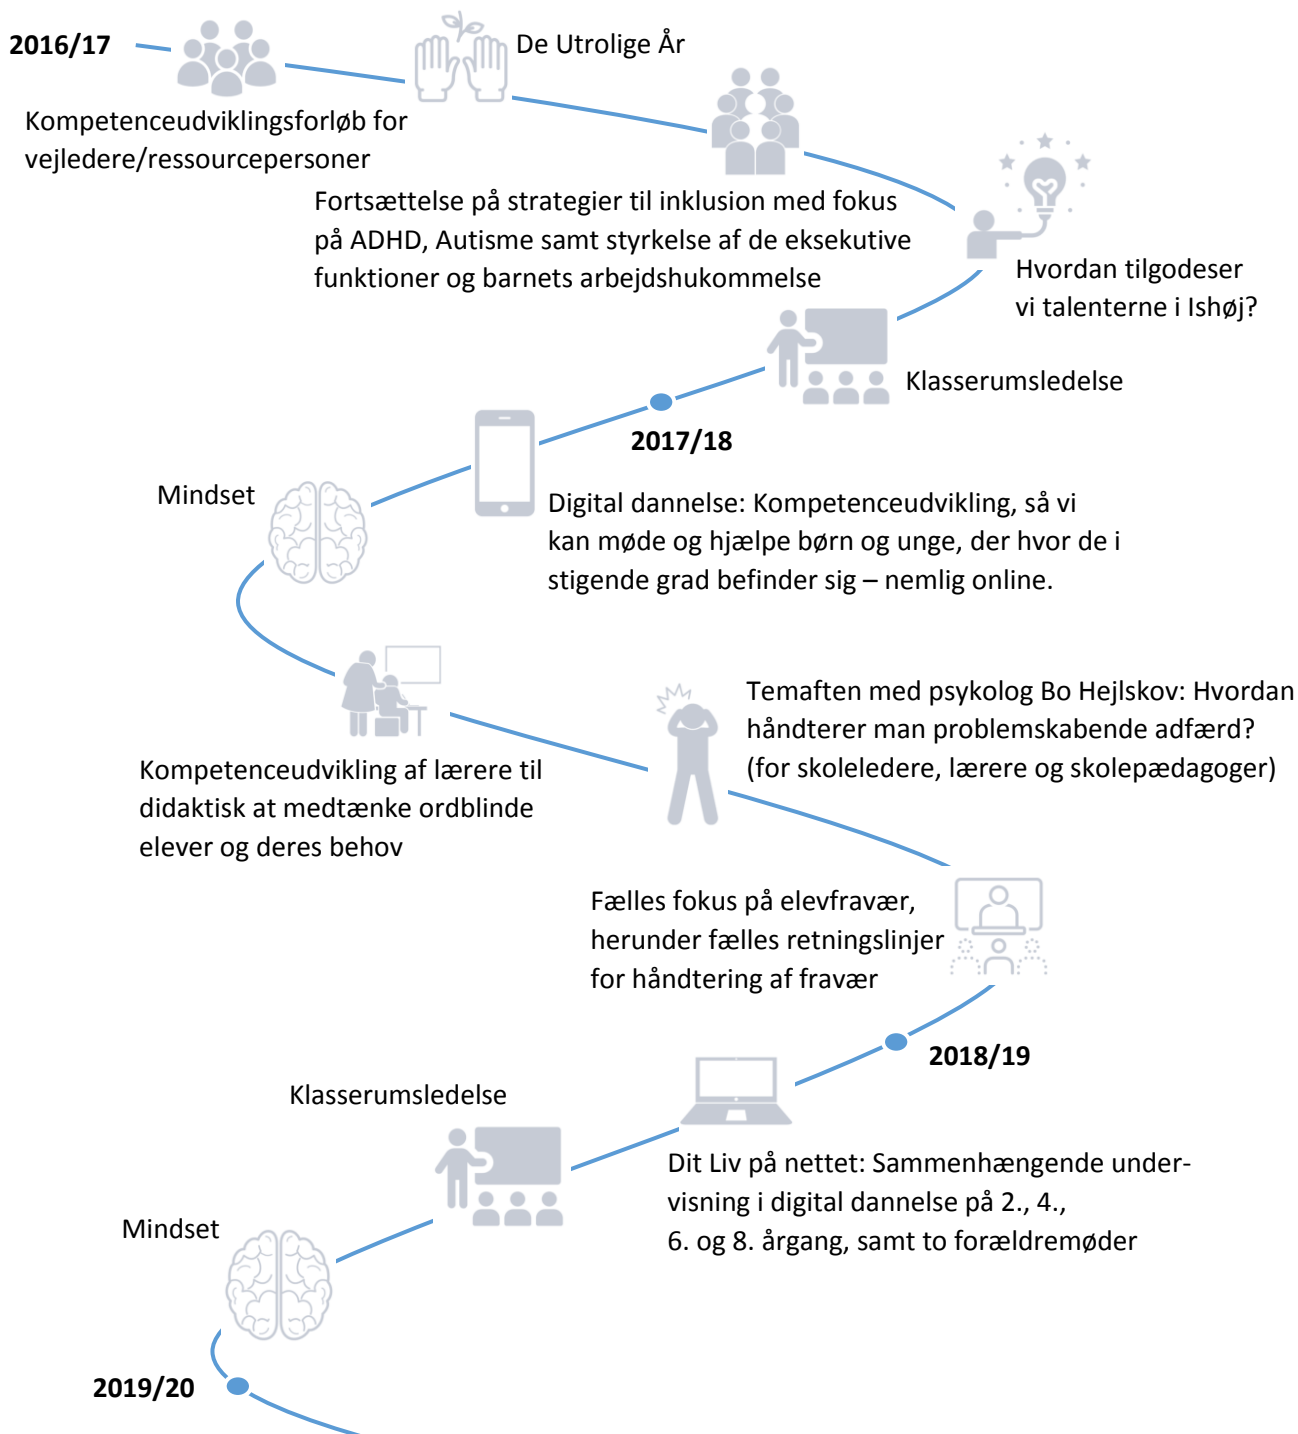 2016/17
De Utrolige År
Kompetenceudviklingsforløb for
vejledere/ressourcepersoner
Fortsættelse på strategier til inklusion med fokus
på ADHD, Autisme samt styrkelse af de eksekutive
funktioner og barnets arbejdshukommelse
Hvordan tilgodeser
vi talenterne i Ishøj?
Klasserumsledelse
2017/18
Digital dannelse: Kompetenceudvikling, så vi
kan møde og hjælpe børn og unge, der hvor de i
stigende grad befinder sig – nemlig online.
Mindset
Kompetenceudvikling af lærere til
didaktisk at medtænke ordblinde
elever og deres behov
Temaften med psykolog Bo Hejlskov: Hvordan
håndterer man problemskabende adfærd?
(for skoleledere, lærere og skolepædagoger)
Fælles fokus på elevfravær,
herunder fælles retningslinjer
for håndtering af fravær
2018/19
Dit Liv på nettet: Sammenhængende under-
visning i digital dannelse på 2., 4.,
6. og 8. årgang, samt to forældremøder
Klasserumsledelse
Mindset
2019/20